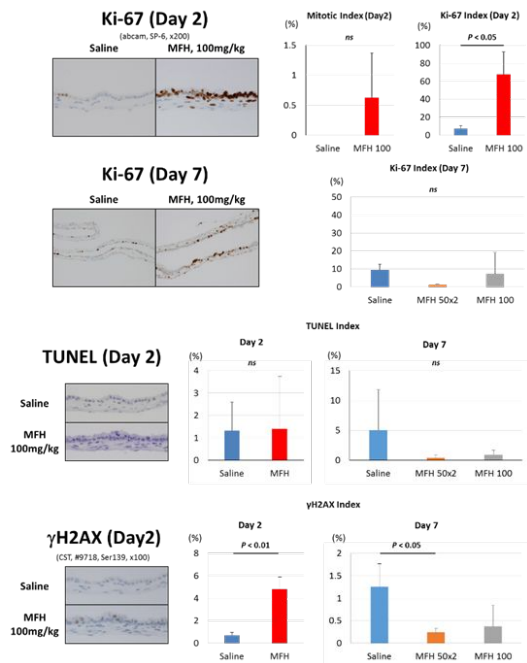 Ki-67 (Day 2)
(abcam, SP-6, x200)
Saline MFH, 100mg/kg
Mitotic Index (Day2)
(%)
ns
1.5
1
0.5
0
Saline MFH 100
Ki-67 Index (Day 2)
(%)
P < 0.05
100
80
60
40
20
0
Saline MFH 100
Ki-67 (Day 7)
Saline MFH, 100mg/kg
Ki-67 Index (Day 7)
(%)
ns
50
40
30
20
10
0
Saline MFH 50x2 MFH 100
TUNEL Index
TUNEL (Day 2)
Saline
MFH
100mg/kg
Day 2
(%)
ns
4
3
2
1
0
Saline MFH
Day 7
(%)
ns
15
10
5
0
Saline MFH 50x2 MFH 100
γH2AX Index
γH2AX (Day2)
(CST, #9718, Ser139, x100)
Saline
MFH
100mg/kg
Day 2
(%)
P < 0.01
8
6
4
2
0
Saline MFH
Day 7
(%)
P < 0.05
2
1.5
1
0.5
0
Saline MFH 50x2 MFH 100